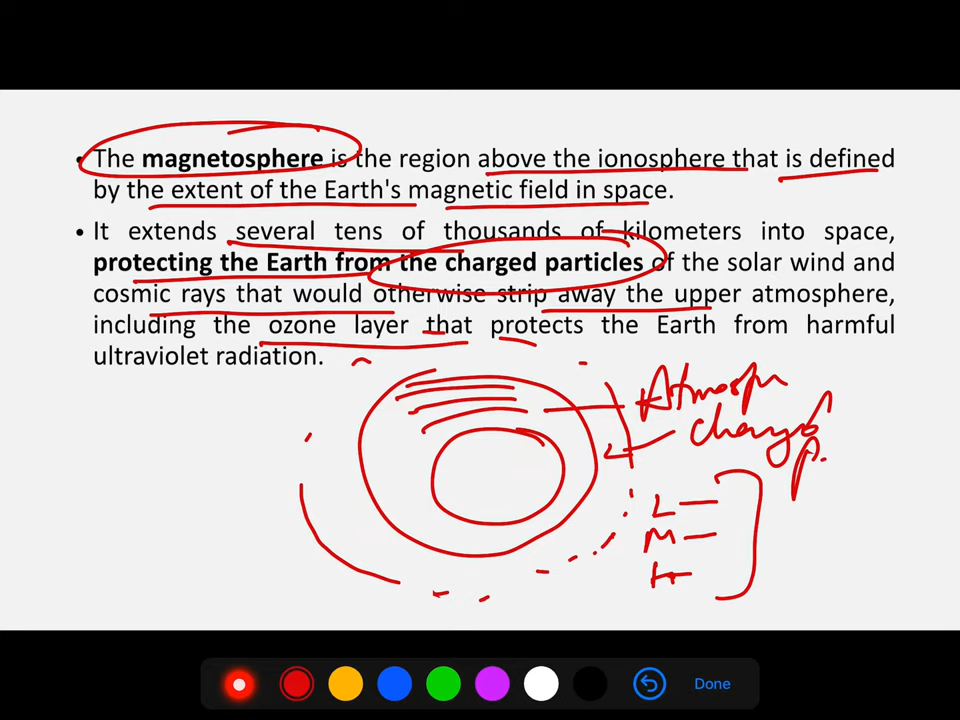 • The magnetosphere is the region above the ionosphere that is defined
by the extent of the Earth's magnetic field in space.
• It extends several tens of thousands of kilometers into space,
protecting the Earth from the charged particles of the solar wind and
cosmic rays that would otherwise strip away the upper atmosphere,
including the ozone layer that protects the Earth from harmful
ultraviolet radiation.
L —
M —
Done